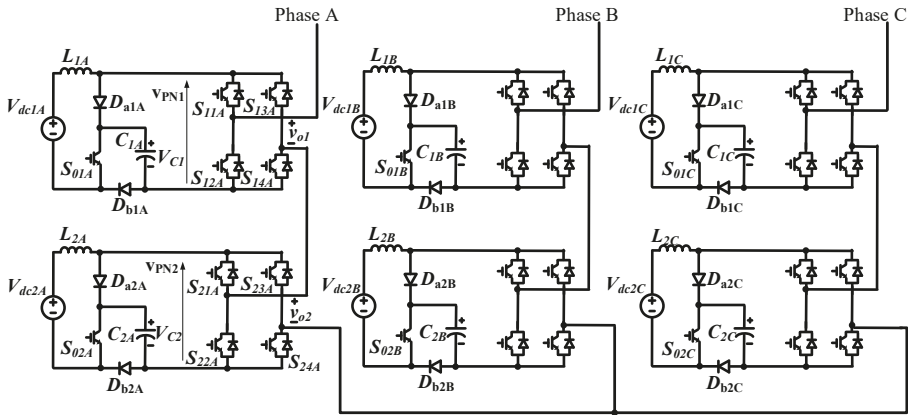 Phase A
Phase B
Phase C
L1A
L1B
L1C
Vdc1A
Da1A
vPN1
S11A
S13A
Vdc1B
Da1B
Vdc1C
Da1C
C1A
VC1
vo1
S01A
S12A
S14A
C1B
S01B
C1C
S01C
Db1A
Db1B
Db1C
L2A
L2B
L2C
Vdc2A
Da2A
vPN2
S21A
S23A
Vdc2B
Da2B
Vdc2C
Da2C
C2A
VC2
vo2
S02A
S22A
S24A
C2B
S02B
C2C
S02C
Db2A
Db2B
Db2C